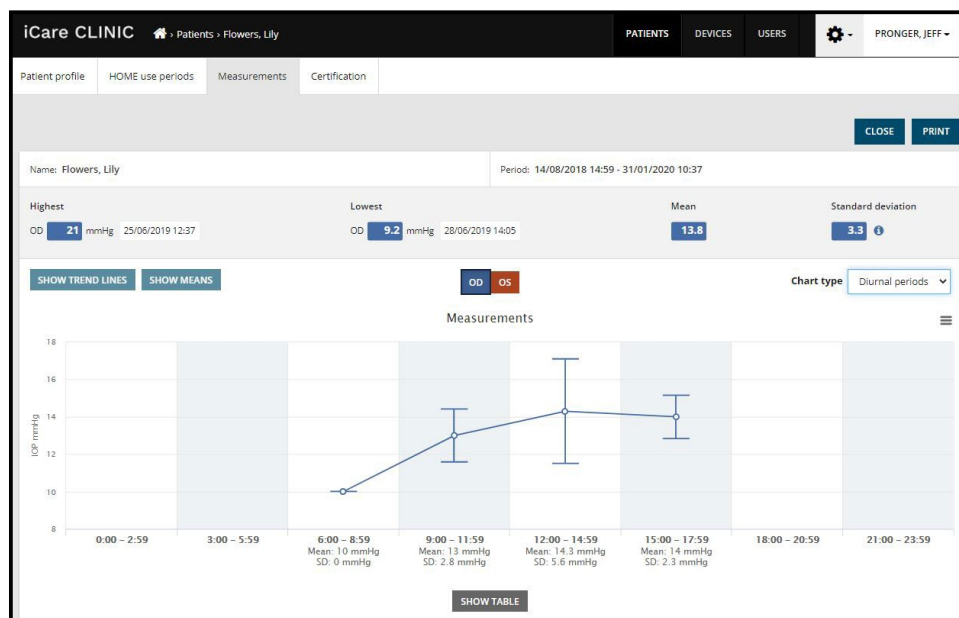 iCare CLINIC › Patients › Flowers, Lily PATIENTS DEVICES USERS PRONGER, JEFF
Patient profile HOME use periods Measurements Certification
CLOSE PRINT
Name: Flowers, Lily Period: 14/08/2018 14:59 - 31/01/2020 10:37
Highest Lowest Mean Standard deviation
OD 21 mmHg 25/06/2019 12:37 OD 9.2 mmHg 28/06/2019 14:05 13.8 3.3
SHOW TREND LINES SHOW MEANS OD OS Chart type Diurnal periods
Measurements
18
16
14
12
10
8
IOP mmHg
0:00 – 2:59 3:00 – 5:59 6:00 – 8:59 9:00 – 11:59 12:00 – 14:59 15:00 – 17:59 18:00 – 20:59 21:00 – 23:59
Mean: 10 mmHg Mean: 13 mmHg Mean: 14.3 mmHg Mean: 14 mmHg
SD: 0 mmHg SD: 2.8 mmHg SD: 5.6 mmHg SD: 2.3 mmHg
SHOW TABLE